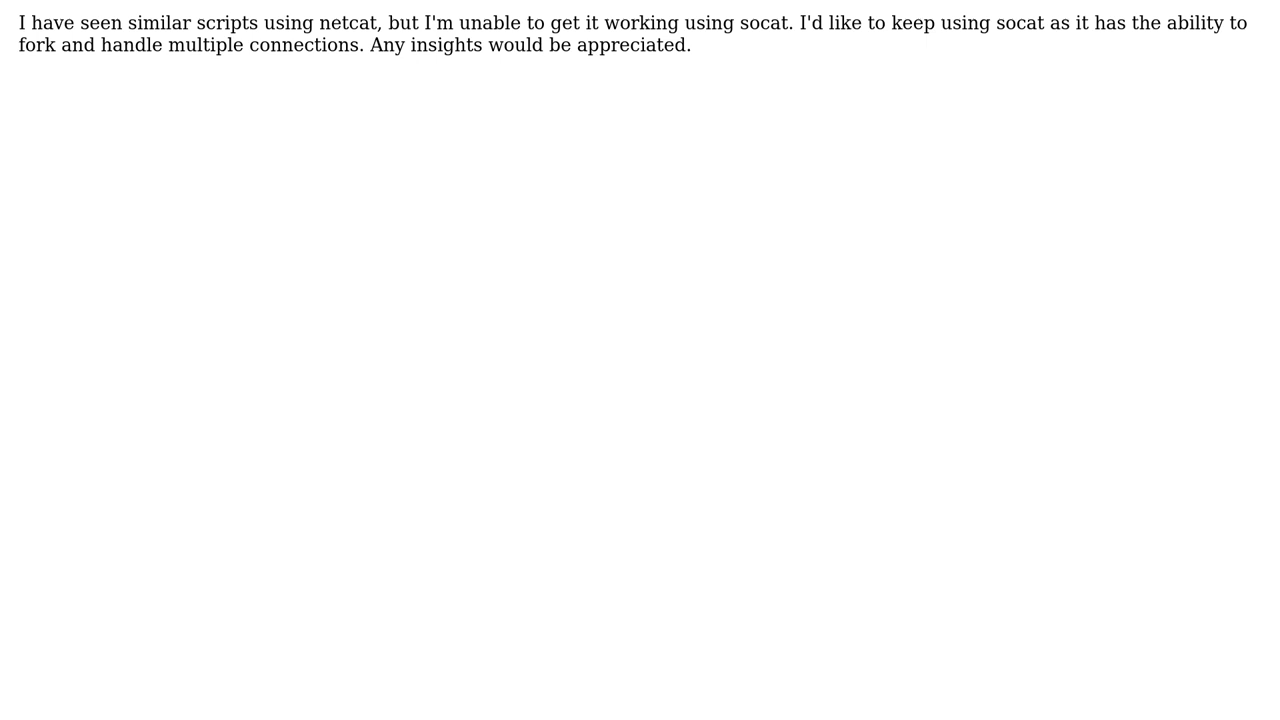 I have seen similar scripts using netcat, but I'm unable to get it working using socat. I'd like to keep using socat as it has the ability to
fork and handle multiple connections. Any insights would be appreciated.